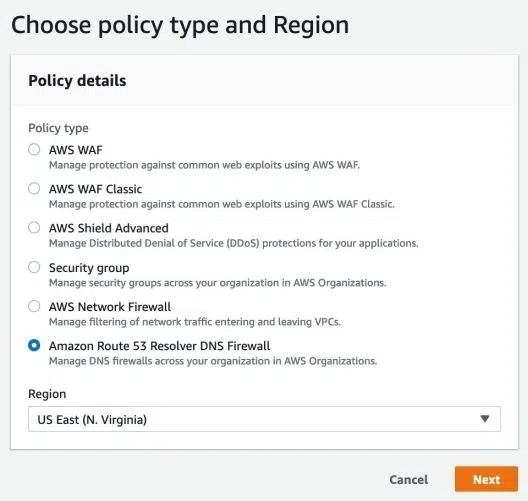 Choose policy type and Region
Policy details
Policy type
AWS WAF
Manage protection against common web exploits using AWS WAF.
AWS WAF Classic
Manage protection against common web exploits using AWS WAF Classic.
AWS Shield Advanced
Manage Distributed Denial of Service (DDoS) protections for your applications.
Security group
Manage security groups across your organization in AWS Organizations.
AWS Network Firewall
Manage filtering of network traffic entering and leaving VPCs.
Amazon Route 53 Resolver DNS Firewall
Manage DNS firewalls across your organization in AWS Organizations.
Region
US East (N. Virginia)
Cancel Next